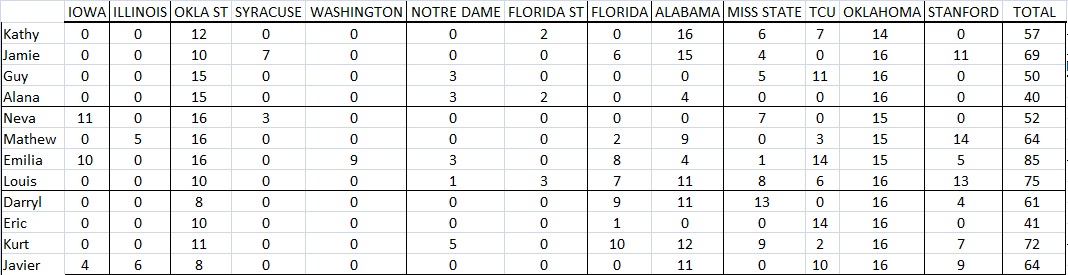 IOWA ILLINOIS OKLA ST SYRACUSE WASHINGTON NOTRE DAME FLORIDA ST FLORIDA ALABAMA MISS STATE TCU OKLAHOMA STANFORD TOTAL
Kathy 0 0 12 0 0 0 2 0 16 6 7 14 0 57
Jamie 0 0 10 7 0 0 0 6 15 4 0 16 11 69
Guy 0 0 15 0 0 3 0 0 0 5 11 16 0 50
Alana 0 0 15 0 0 3 2 0 4 0 0 16 0 40
Neva 11 0 16 3 0 0 0 0 0 7 0 15 0 52
Mathew 0 5 16 0 0 0 0 2 9 0 3 15 14 64
Emilia 10 0 16 0 9 3 0 8 4 1 14 15 5 85
Louis 0 0 10 0 0 1 3 7 11 8 6 16 13 75
Darryl 0 0 8 0 0 0 0 9 11 13 0 16 4 61
Eric 0 0 10 0 0 0 0 1 0 0 14 16 0 41
Kurt 0 0 11 0 0 5 0 10 12 9 2 16 7 72
Javier 4 6 8 0 0 0 0 0 11 0 10 16 9 64